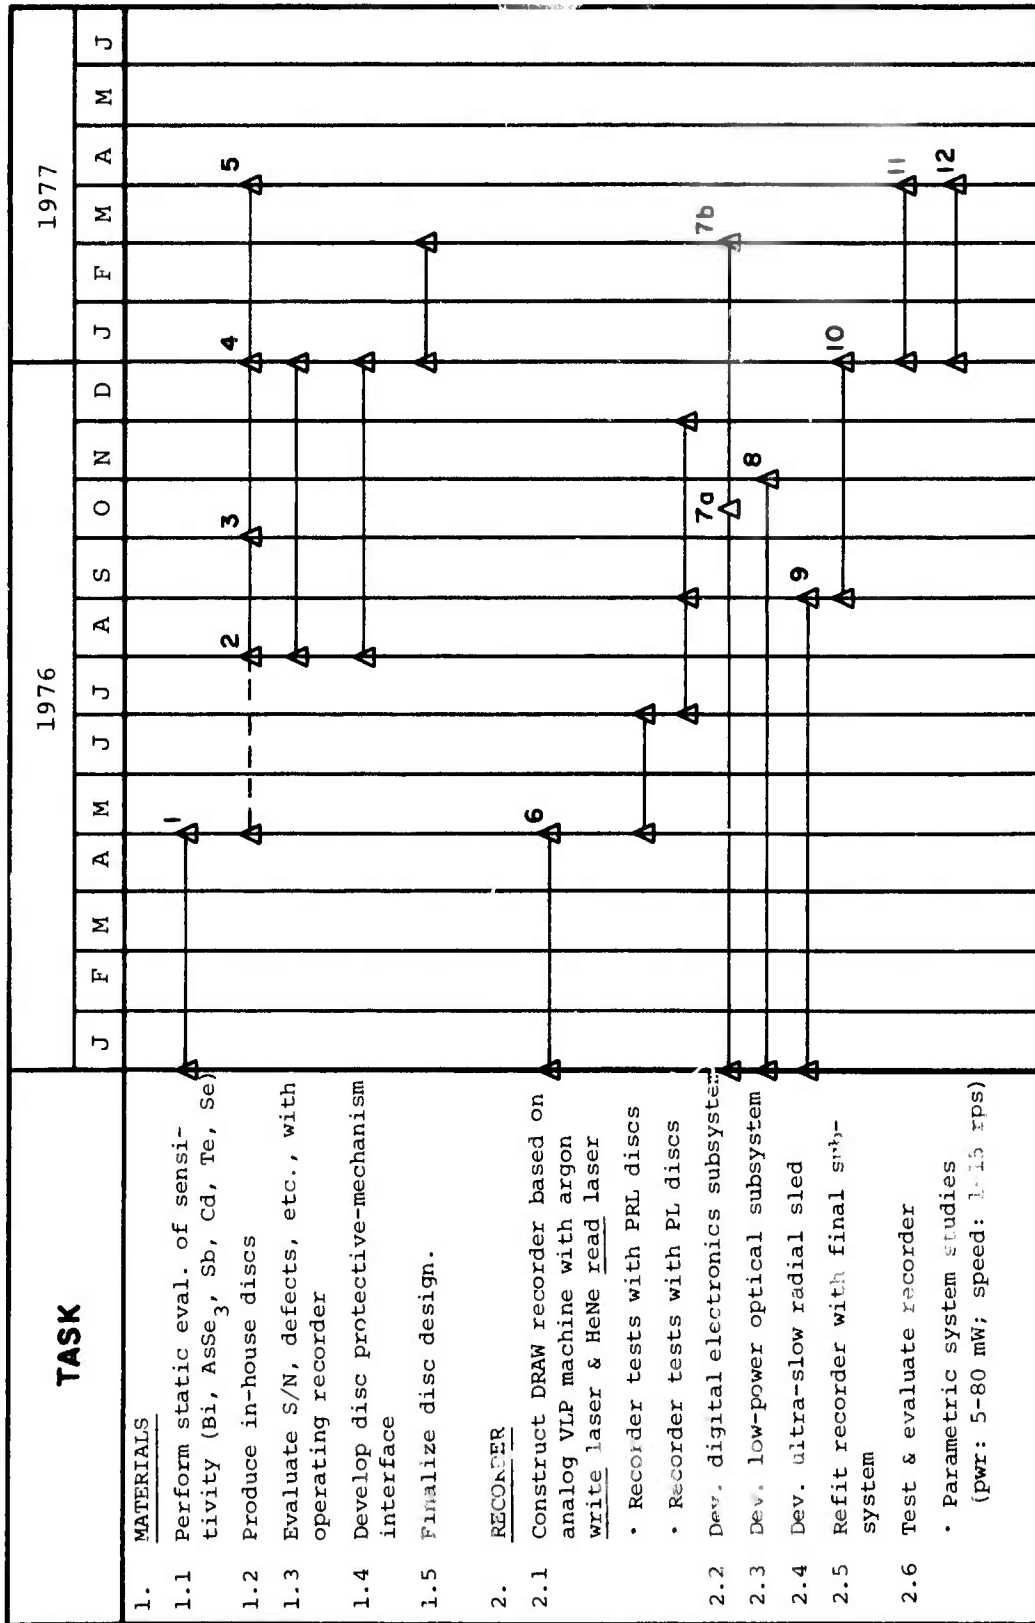 TASK
1976
1977
J F M A M J J A S O N D J F M A M J
1. MATERIALS
1.1 Perform static eval. of sensi-
tivity (Bi, AsSe3, Sb, Cd, Te, Se)
1
1.2 Produce in-house discs
2 3 4 5
1.3 Evaluate S/N, defects, etc., with
operating recorder
1.4 Develop disc protective-mechanism
interface
1.5 Finalize disc design.
2. RECORDER
2.1 Construct DRAW recorder based on
analog VLP machine with argon
write laser & HeNe read laser
6
• Recorder tests with PRL discs
• Recorder tests with PL discs
2.2 Dev. digital electronics subsystem
7a 7b
2.3 Dev. low-power optical subsystem
8
2.4 Dev. ultra-slow radial sled
9
2.5 Refit recorder with final sub-
system
10
2.6 Test & evaluate recorder
11
• Parametric system studies
(pwr: 5-80 mW; speed: 1-15 rps)
12